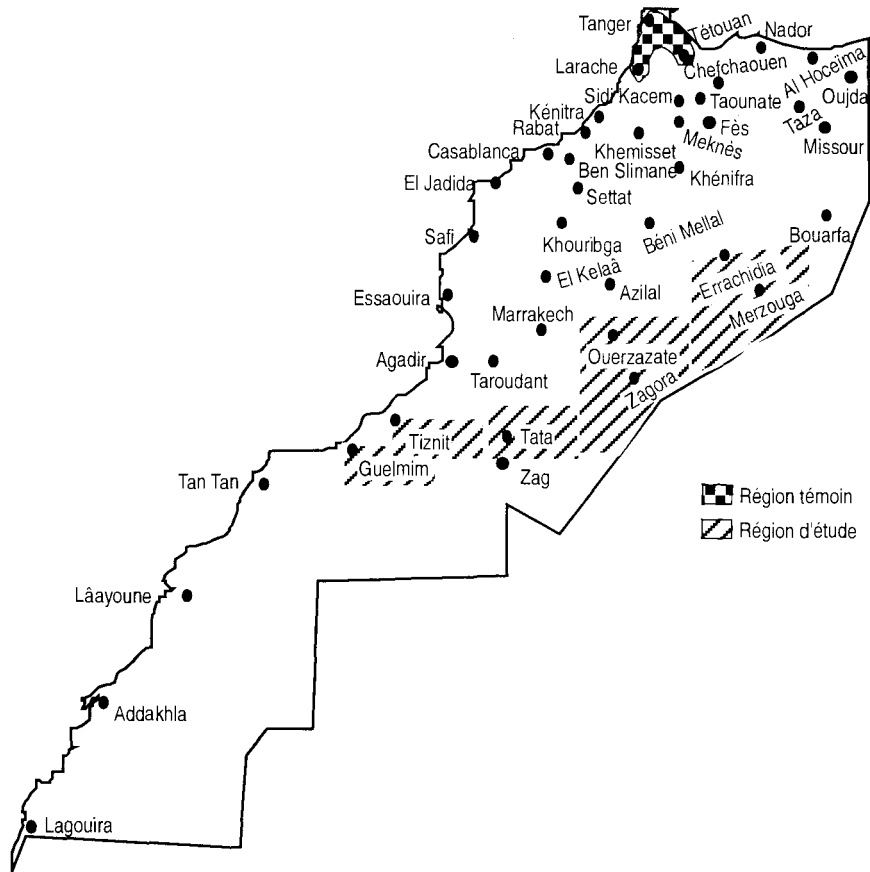 Tanger
Tétouan
Nador
Larache
Chefchaouen
Al Hoceïma
Sidi Kacem
Taounate
Oujda
Kénitra
Taza
Rabat
Fès
Meknès
Missour
Casablanca
Khemisset
Ben Slimane
Khénifra
El Jadida
Settat
Safi
Khouribga
Béni Mellal
Bouarfa
El Kelaâ
Errachidia
Essaouira
Azilal
Merzouga
Marrakech
Agadir
Ouerzazate
Taroudant
Zagora
Tiznit
Tata
Guelmim
Tan Tan
Zag
Région témoin
Région d'étude
Lâayoune
Addakhla
Lagouira